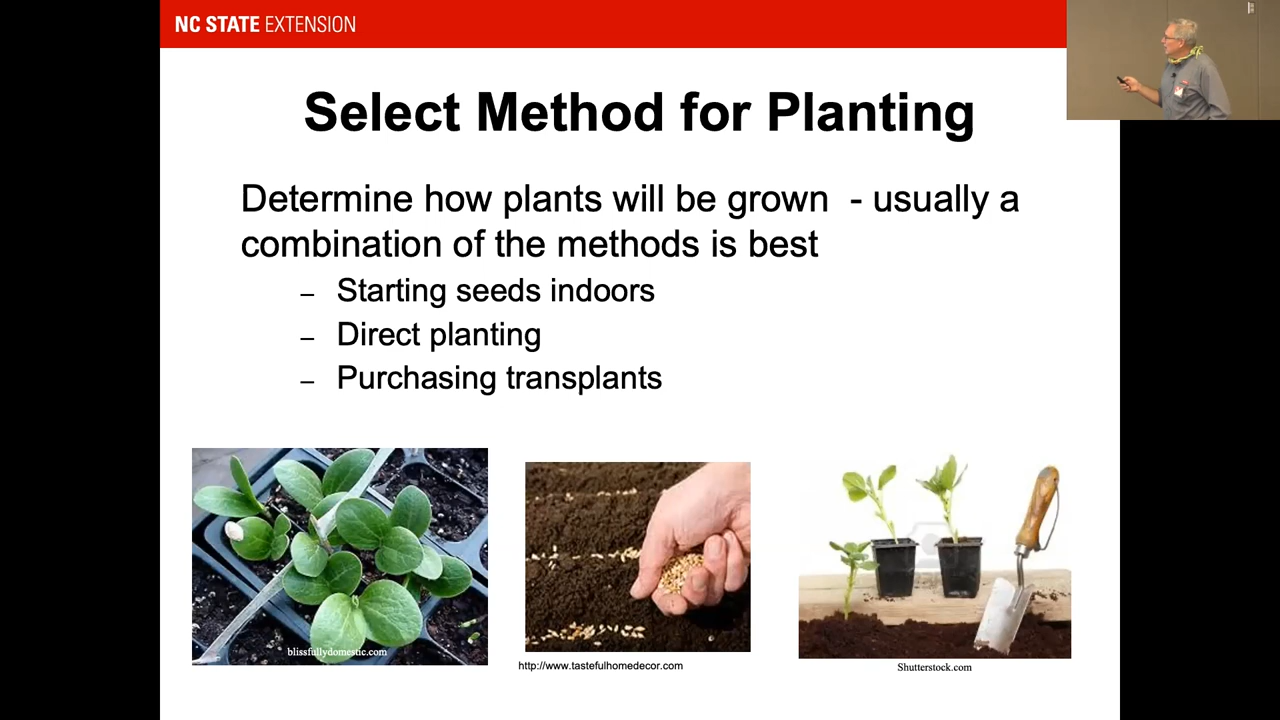 NC STATE EXTENSION
Select Method for Planting
Determine how plants will be grown  - usually a
combination of the methods is best
– Starting seeds indoors
– Direct planting
– Purchasing transplants
blissfullydomestic.com
http://www.tastefulhomedecor.com
Shutterstock.com